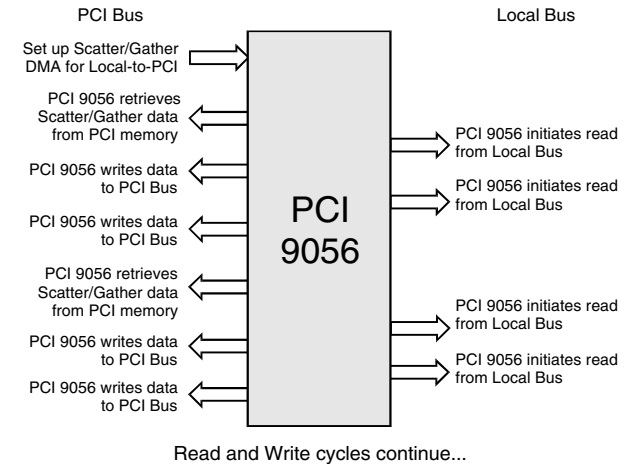 PCI Bus
Local Bus
Set up Scatter/Gather
DMA for Local-to-PCI
PCI 9056 retrieves
Scatter/Gather data
from PCI memory
PCI 9056 writes data
to PCI Bus
PCI 9056 writes data
to PCI Bus
PCI 9056 retrieves
Scatter/Gather data
from PCI memory
PCI 9056 writes data
to PCI Bus
PCI 9056 writes data
to PCI Bus
PCI
9056
PCI 9056 initiates read
from Local Bus
PCI 9056 initiates read
from Local Bus
PCI 9056 initiates read
from Local Bus
PCI 9056 initiates read
from Local Bus
Read and Write cycles continue...